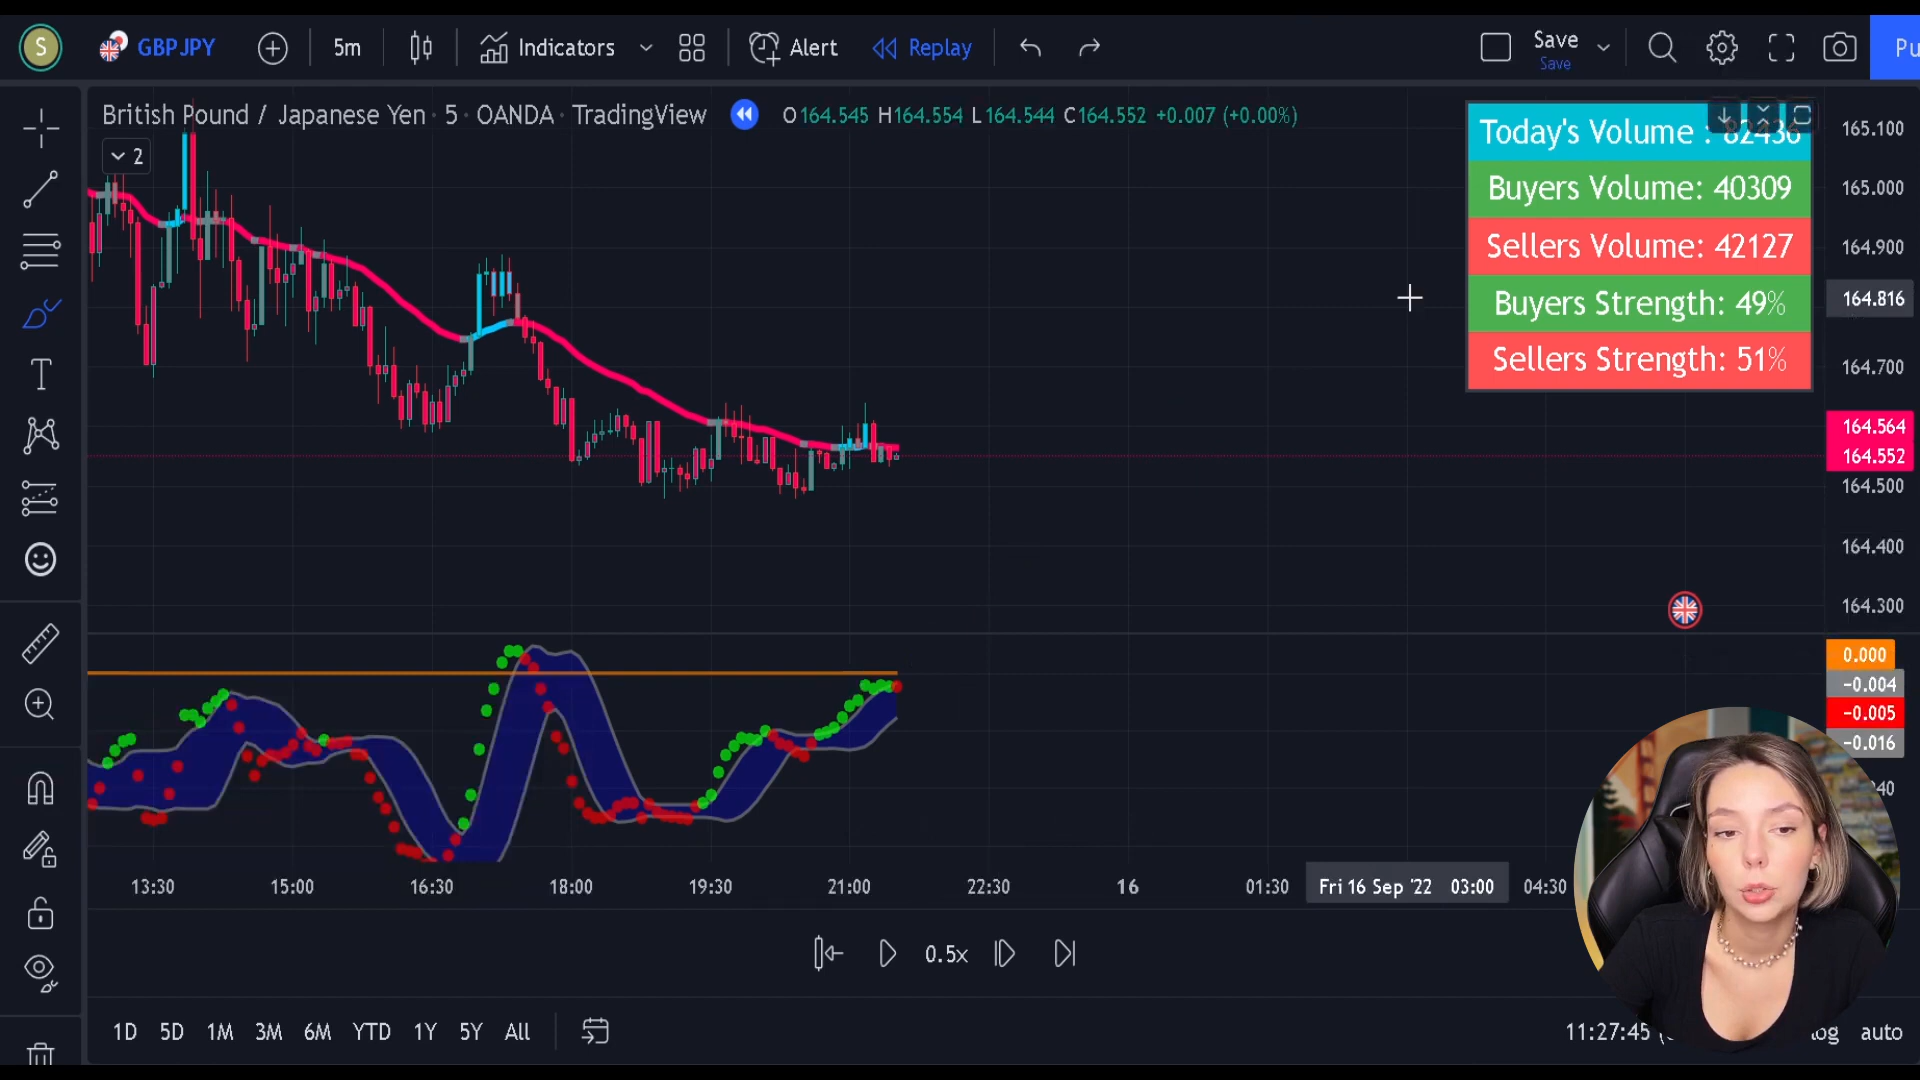 S GBPJPY 5m Indicators Alert Replay Save Pu
Save
British Pound / Japanese Yen · 5 · OANDA · TradingView O164.545 H164.554 L164.544 C164.552 +0.007 (+0.00%)
2
Today's Volume : 82436
Buyers Volume: 40309
Sellers Volume: 42127
Buyers Strength: 49%
Sellers Strength: 51%
165.100
165.000
164.900
164.816
164.700
164.564
164.552
164.500
164.400
164.300
0.000
−0.004
−0.005
−0.016
40
13:30 15:00 16:30 18:00 19:30 21:00 22:30 16 01:30 Fri 16 Sep '22 03:00 04:30
0.5x
1D 5D 1M 3M 6M YTD 1Y 5Y All 11:27:45 log auto
T